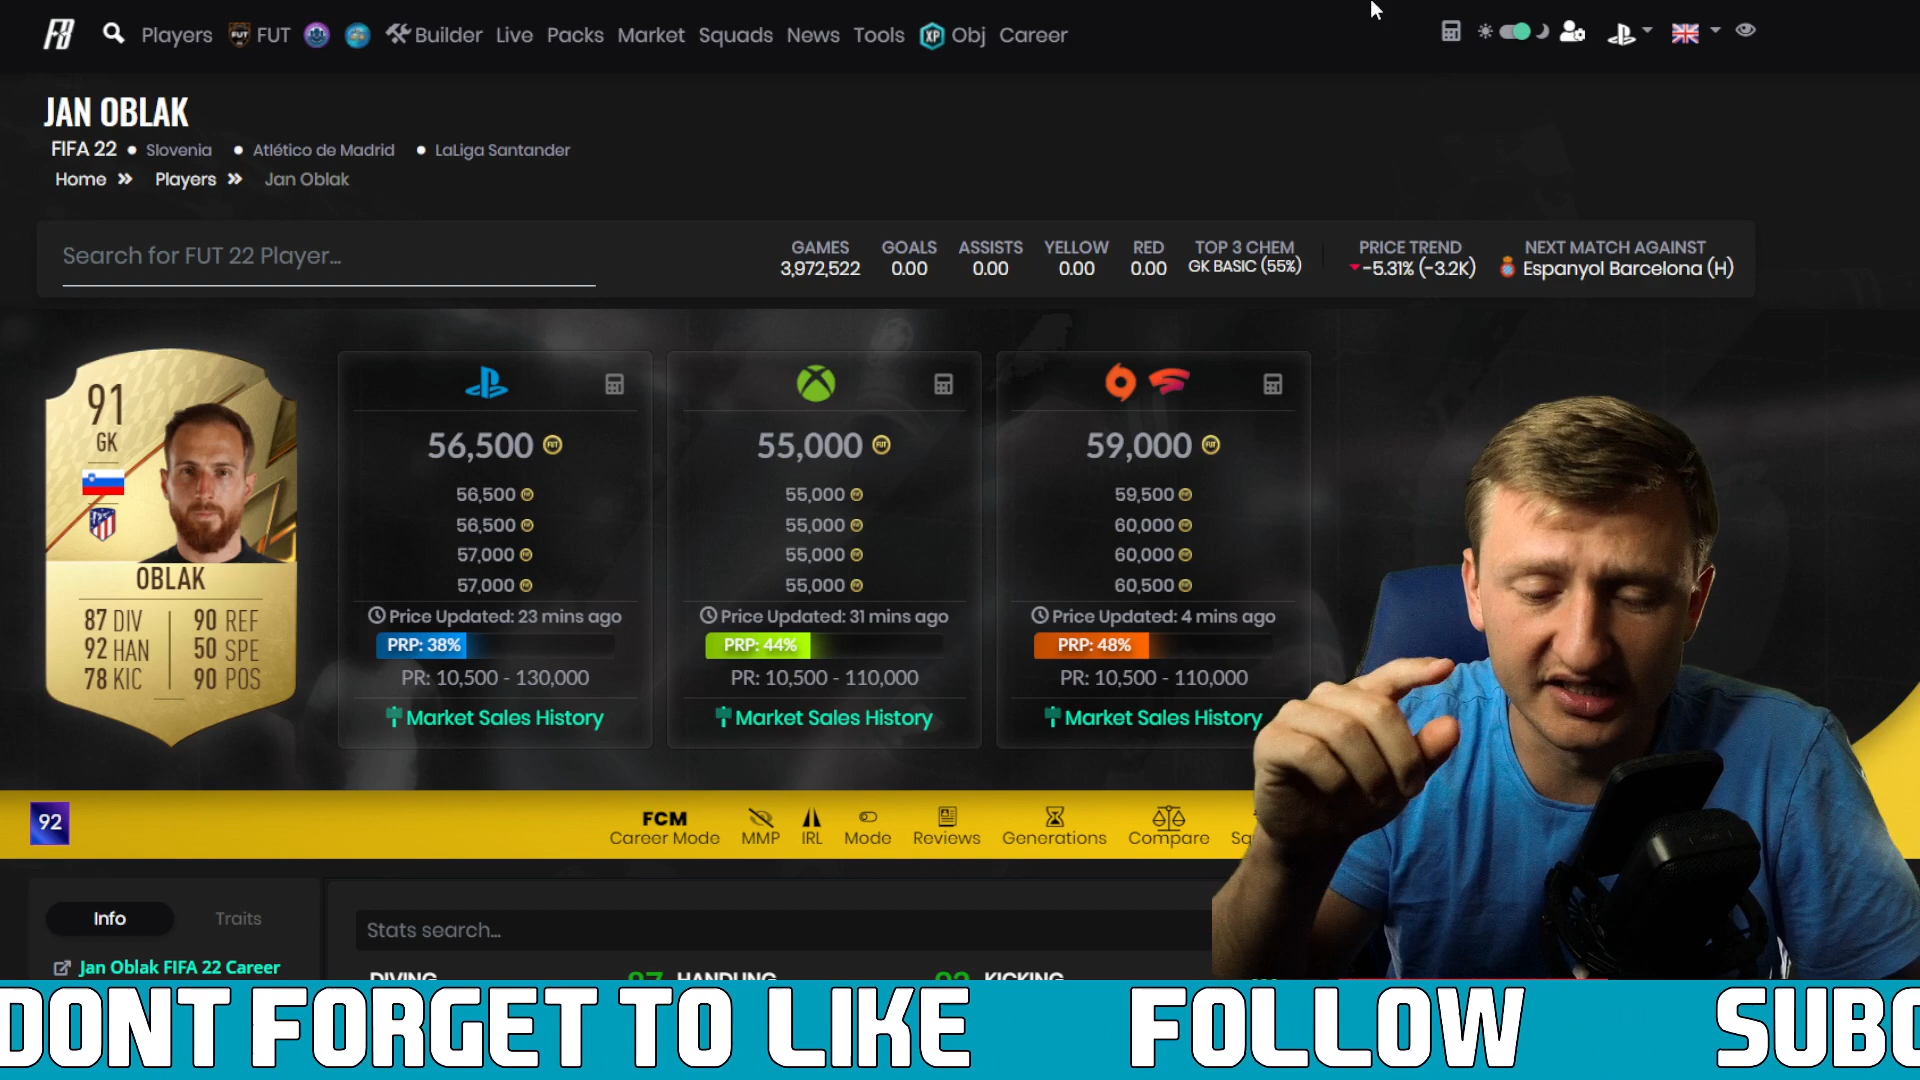 Players FUT Builder Live Packs Market Squads News Tools XP Obj Career
JAN OBLAK
FIFA 22 • Slovenia • Atlético de Madrid • LaLiga Santander
Home » Players » Jan Oblak
Search for FUT 22 Player...
GAMES GOALS ASSISTS YELLOW RED TOP 3 CHEM PRICE TREND NEXT MATCH AGAINST
3,972,522 0.00 0.00 0.00 0.00 GK BASIC (55%) -5.31% (-3.2K) Espanyol Barcelona (H)
91
GK
OBLAK
87 DIV 90 REF
92 HAN 50 SPE
78 KIC 90 POS
56,500
56,500
56,500
57,000
57,000
Price Updated: 23 mins ago
PRP: 38%
PR: 10,500 - 130,000
Market Sales History
55,000
55,000
55,000
55,000
55,000
Price Updated: 31 mins ago
PRP: 44%
PR: 10,500 - 110,000
Market Sales History
59,000
59,500
60,000
60,000
60,500
Price Updated: 4 mins ago
PRP: 48%
PR: 10,500 - 110,000
Market Sales History
92
FCM
Career Mode MMP IRL Mode Reviews Generations Compare
Info Traits
Jan Oblak FIFA 22 Career
Stats search...
DIVING 87 HANDLING 92 KICKING
DONT FORGET TO LIKE FOLLOW